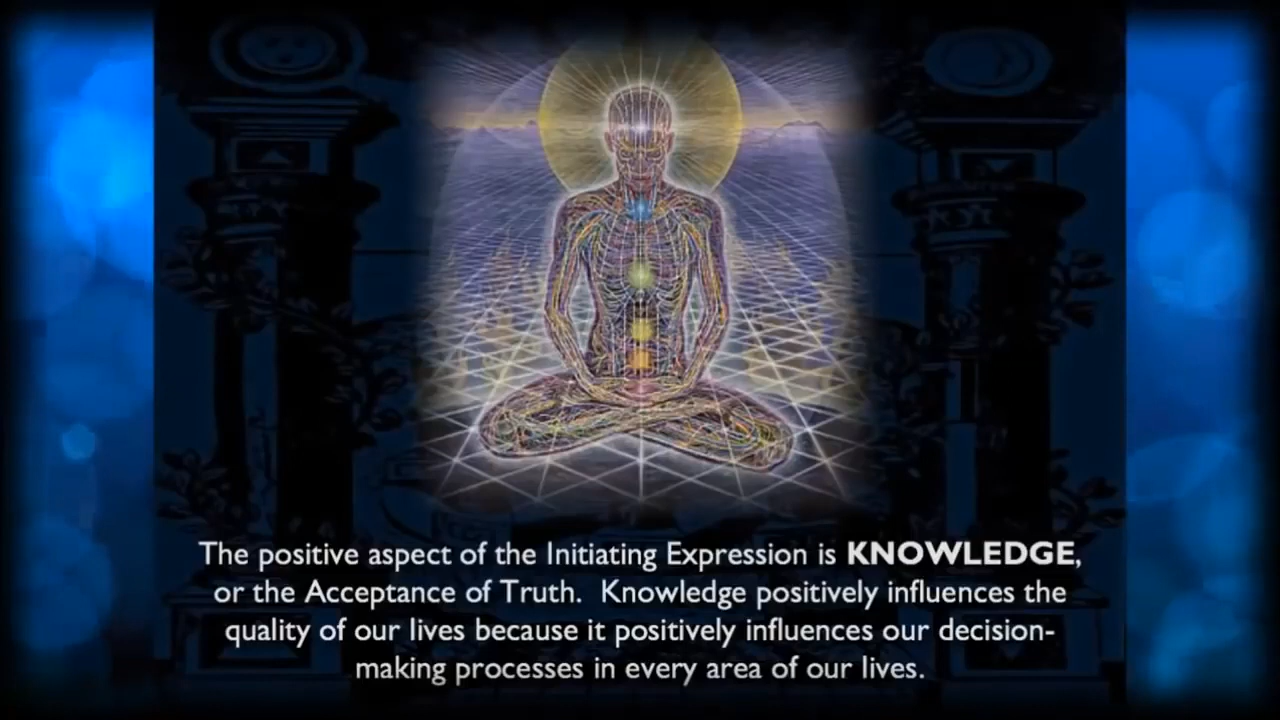 The positive aspect of the Initiating Expression is KNOWLEDGE,
or the Acceptance of Truth.  Knowledge positively influences the
quality of our lives because it positively influences our decision-
making processes in every area of our lives.